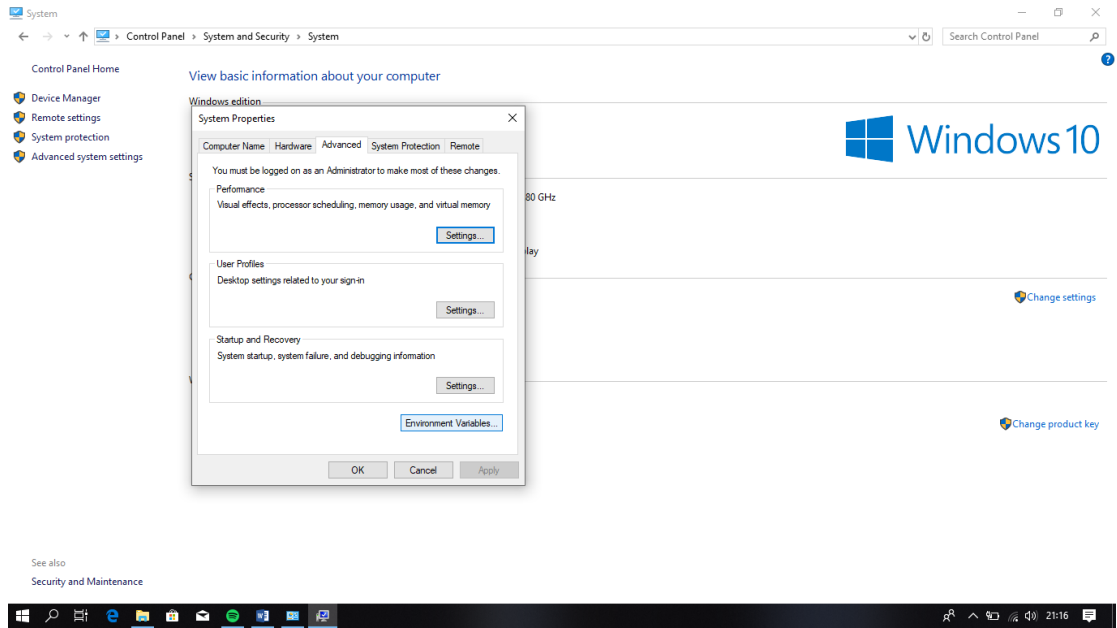 System
Control Panel > System and Security > System
Search Control Panel
Control Panel Home
Device Manager
Remote settings
System protection
Advanced system settings
View basic information about your computer
Windows edition
Windows 10
System Properties
Computer Name Hardware Advanced System Protection Remote
You must be logged on as an Administrator to make most of these changes.
Performance
Visual effects, processor scheduling, memory usage, and virtual memory
Settings...
User Profiles
Desktop settings related to your sign-in
Settings...
Startup and Recovery
System startup, system failure, and debugging information
Settings...
Environment Variables...
OK Cancel Apply
80 GHz
lay
Change settings
Change product key
See also
Security and Maintenance
21:16